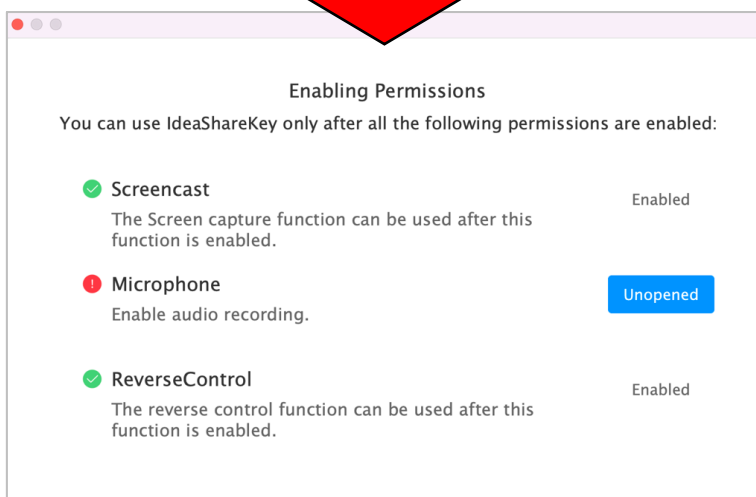 Enabling Permissions
You can use IdeaShareKey only after all the following permissions are enabled:
Screencast
Enabled
The Screen capture function can be used after this
function is enabled.
Microphone
Unopened
Enable audio recording.
ReverseControl
Enabled
The reverse control function can be used after this
function is enabled.